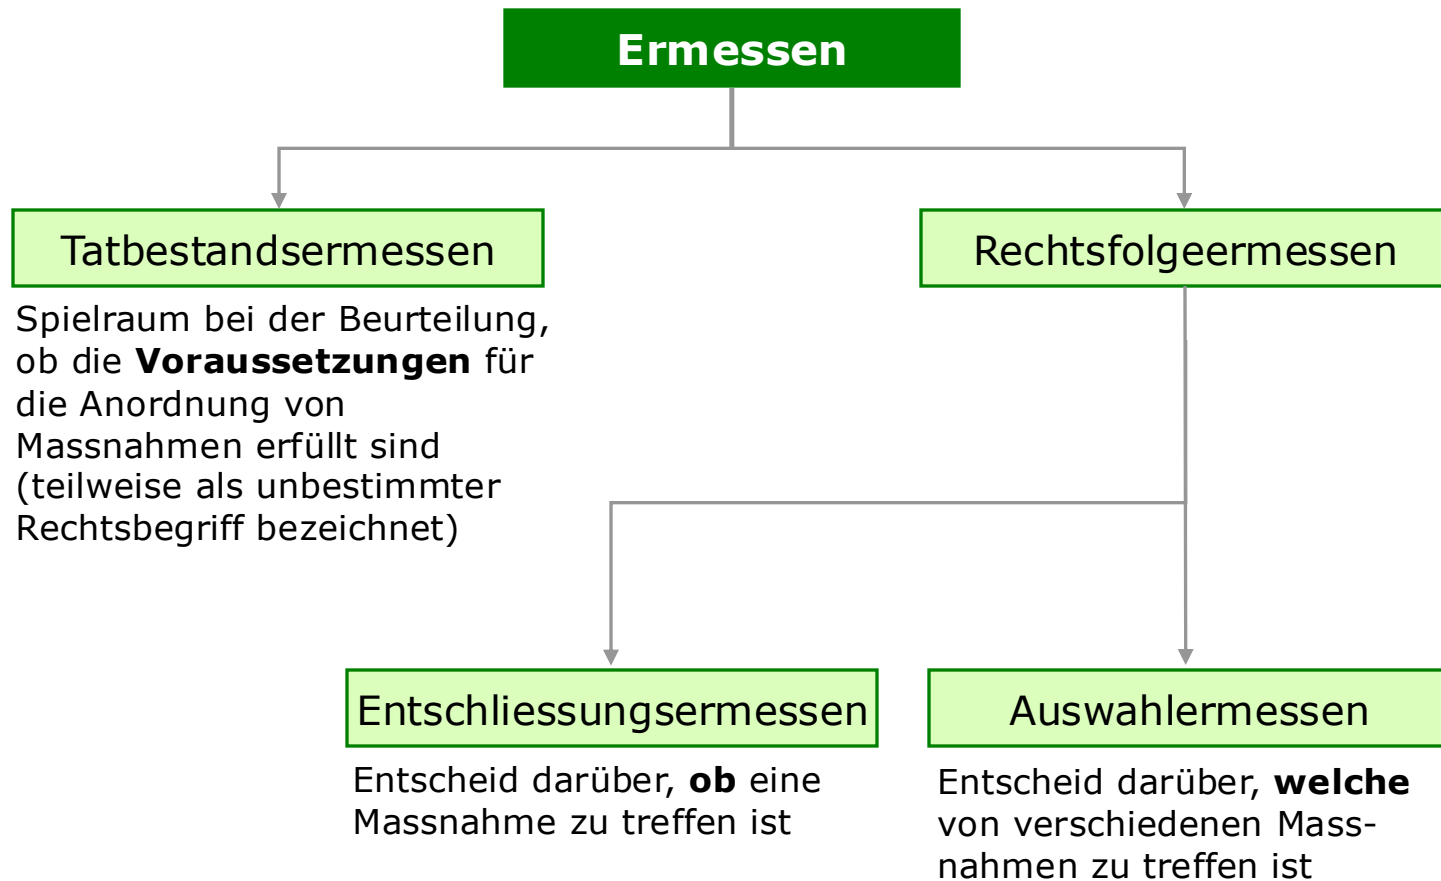 Ermessen
Tatbestandsermessen
Spielraum bei der Beurteilung,
ob die Voraussetzungen für
die Anordnung von
Massnahmen erfüllt sind
(teilweise als unbestimmter
Rechtsbegriff bezeichnet)
Rechtsfolgeermessen
Entschliessungsermessen
Entscheid darüber, ob eine
Massnahme zu treffen ist
Auswahlermessen
Entscheid darüber, welche
von verschiedenen Mass-
nahmen zu treffen ist